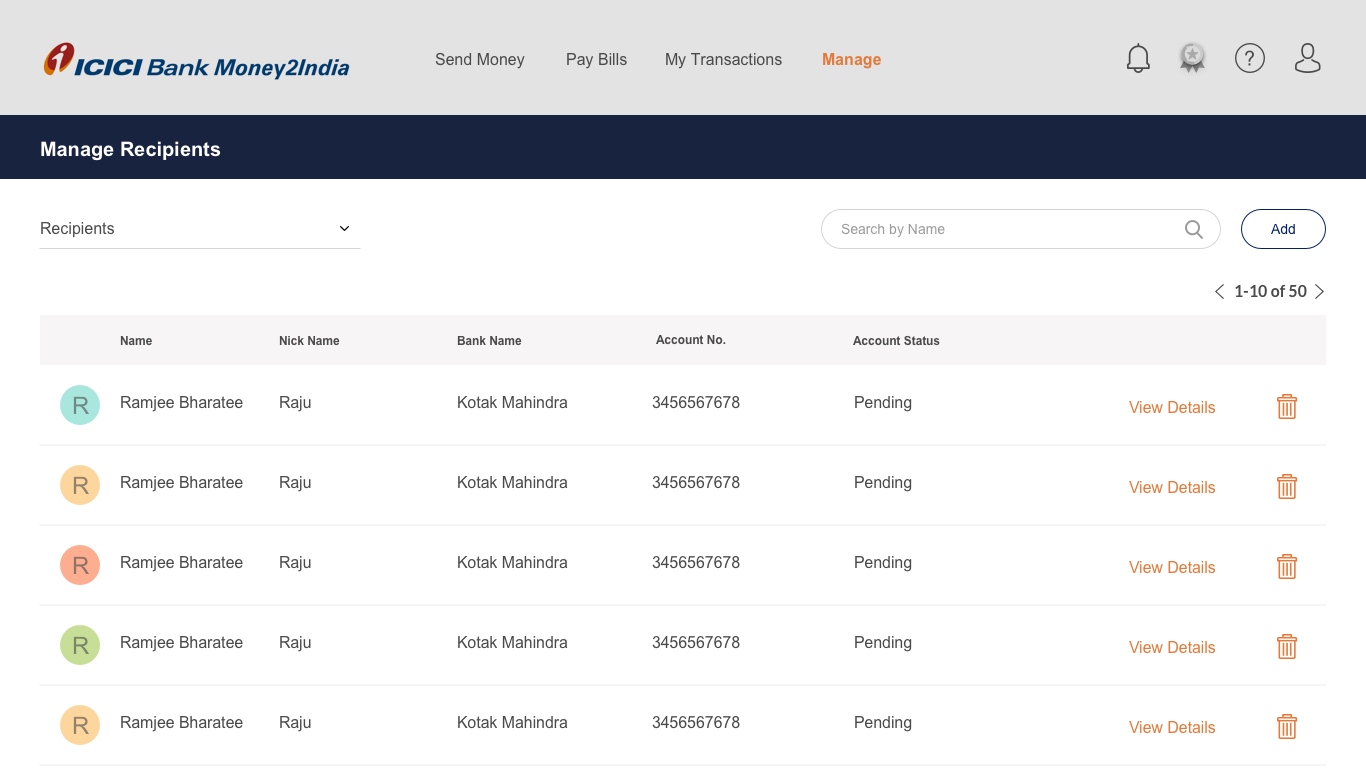 ICICI Bank Money2India
Send Money Pay Bills My Transactions Manage ?
Manage Recipients
Recipients Search by Name Add
1-10 of 50
Name Nick Name Bank Name Account No. Account Status
R Ramjee Bharatee Raju Kotak Mahindra 3456567678 Pending View Details
R Ramjee Bharatee Raju Kotak Mahindra 3456567678 Pending View Details
R Ramjee Bharatee Raju Kotak Mahindra 3456567678 Pending View Details
R Ramjee Bharatee Raju Kotak Mahindra 3456567678 Pending View Details
R Ramjee Bharatee Raju Kotak Mahindra 3456567678 Pending View Details